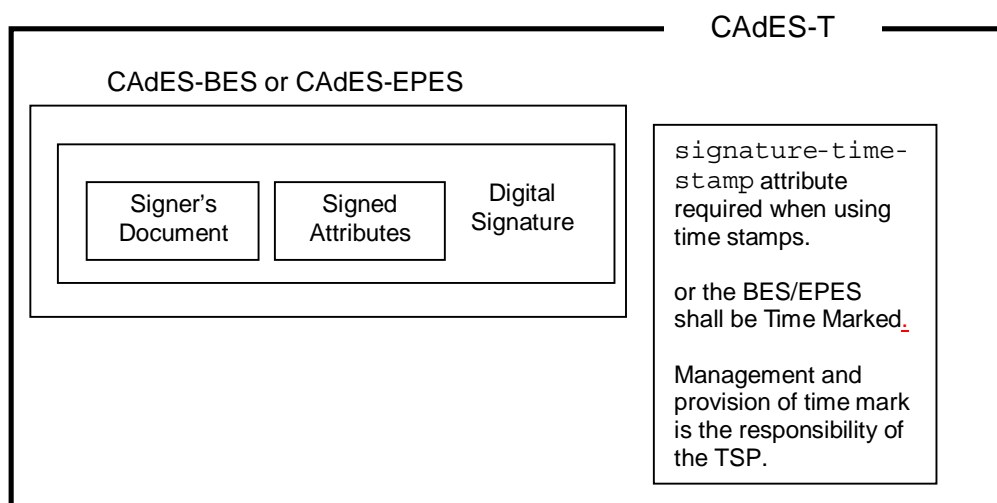 CAdES-T
CAdES-BES or CAdES-EPES
Signer’s
Document
Signed
Attributes
Digital
Signature
signature-time-
stamp attribute
required when using
time stamps.
or the BES/EPES
shall be Time Marked.
Management and
provision of time mark
is the responsibility of
the TSP.